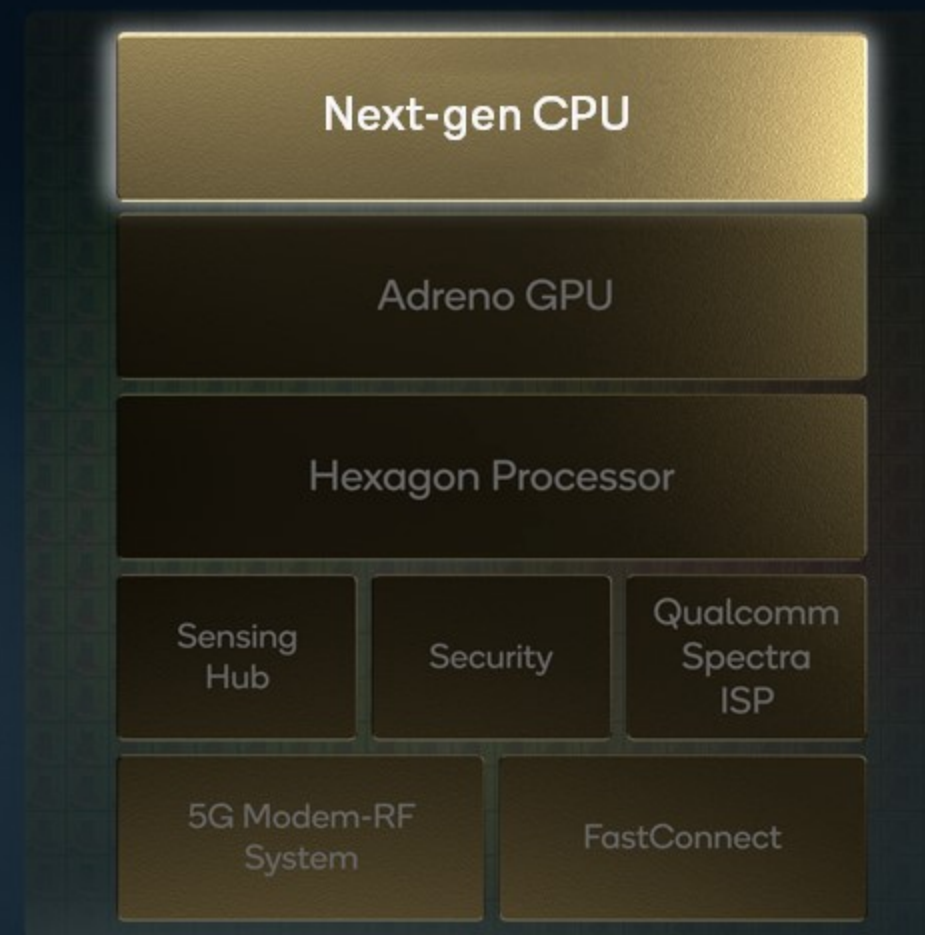 Next-gen CPU
Adreno GPU
Hexagon Processor
Sensing
Hub
Security
Qualcomm
Spectra
ISP
5G Modem-RF
System
FastConnect